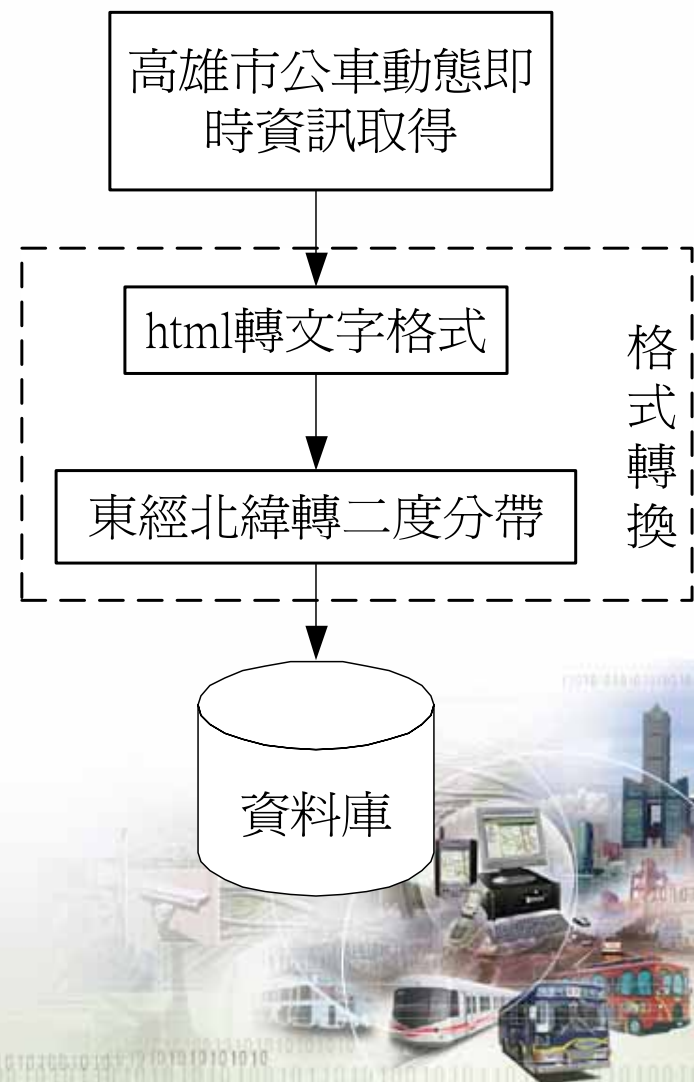 高雄市公車動態即
時資訊取得
html轉文字格式
格式轉換
東經北緯轉二度分帶
資料庫